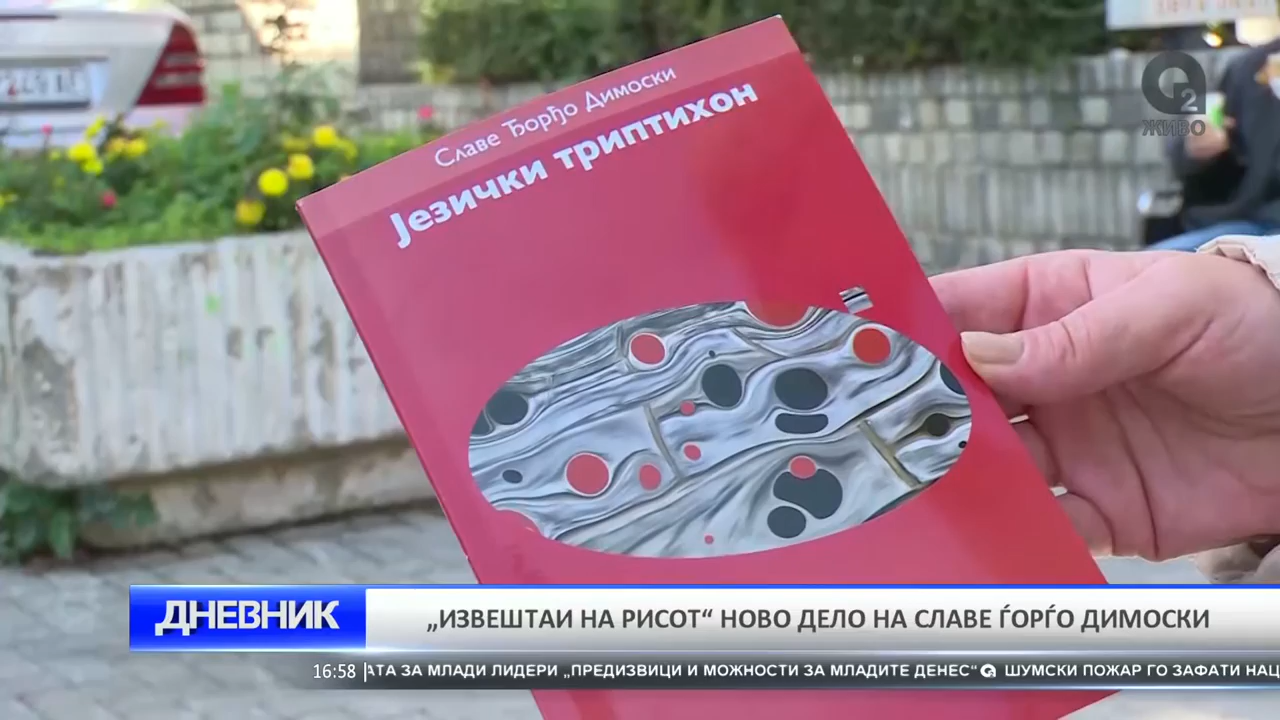 Славе Ђорђо Димоски
Језички триптихон
2
ЖИВО
ДНЕВНИК
„ИЗВЕШТАИ НА РИСОТ“ НОВО ДЕЛО НА СЛАВЕ ЃОРЃО ДИМОСКИ
16:58
АТА ЗА МЛАДИ ЛИДЕРИ „ПРЕДИЗВИЦИ И МОЖНОСТИ ЗА МЛАДИТЕ ДЕНЕС“ ШУМСКИ ПОЖАР ГО ЗАФАТИ НАЦ